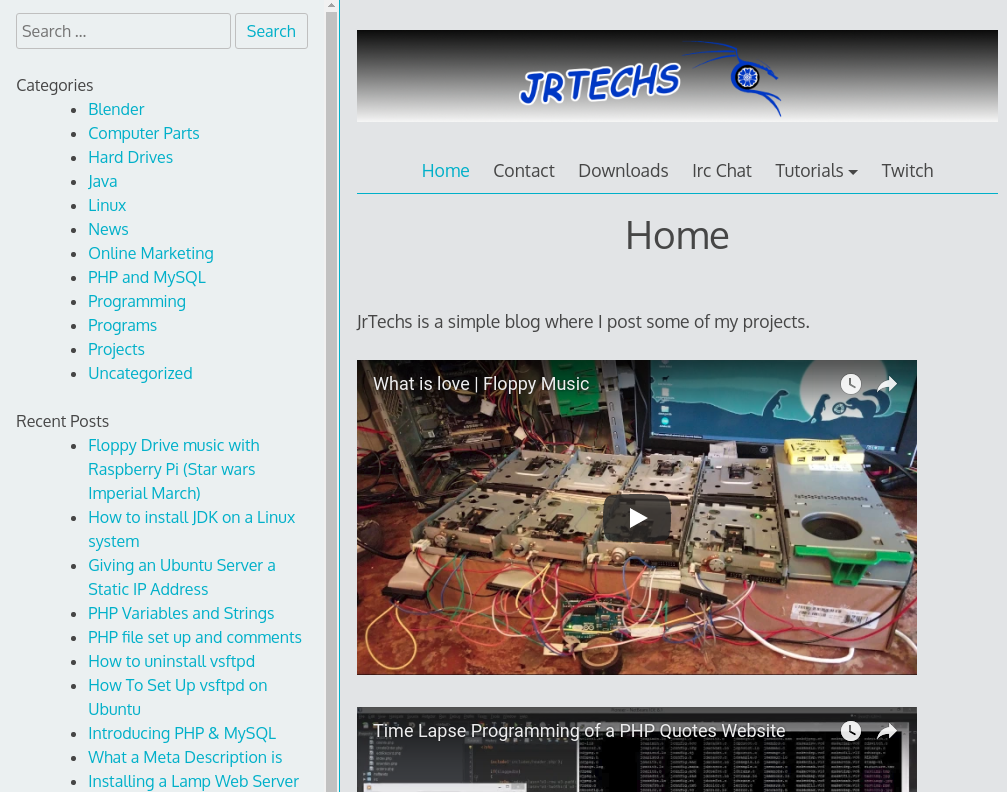 Search ...
Search
Categories
Blender
Computer Parts
Hard Drives
Java
Linux
News
Online Marketing
PHP and MySQL
Programming
Programs
Projects
Uncategorized
Recent Posts
Floppy Drive music with
Raspberry Pi (Star wars
Imperial March)
How to install JDK on a Linux
system
Giving an Ubuntu Server a
Static IP Address
PHP Variables and Strings
PHP file set up and comments
How to uninstall vsftpd
How To Set Up vsftpd on
Ubuntu
Introducing PHP & MySQL
What a Meta Description is
Installing a Lamp Web Server
JRTECHS
Home Contact Downloads Irc Chat Tutorials Twitch
Home
JrTechs is a simple blog where I post some of my projects.
What is love | Floppy Music
Time Lapse Programming of a PHP Quotes Website